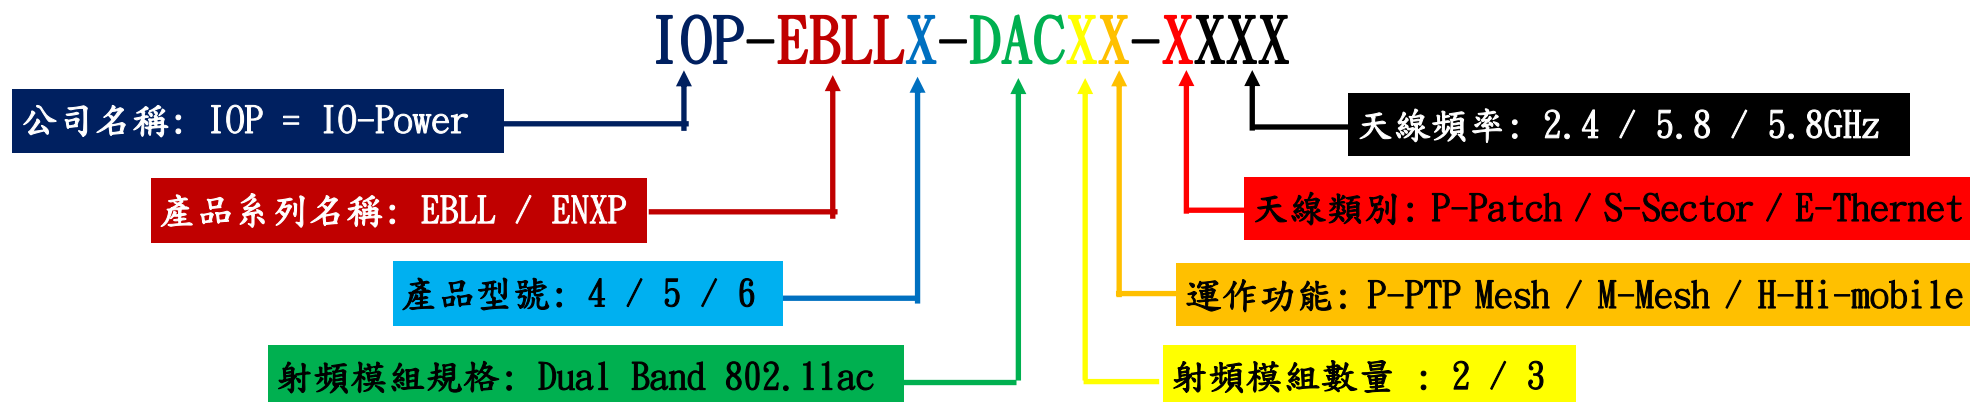 IOP-EBLLX-DACXX-XXXX
公司名稱: IOP = IO-Power
天線頻率: 2.4 / 5.8 / 5.8GHz
產品系列名稱: EBLL / ENXP
天線類別: P-Patch / S-Sector / E-Thernet
產品型號: 4 / 5 / 6
運作功能: P-PTP Mesh / M-Mesh / H-Hi-mobile
射頻模組規格: Dual Band 802.11ac
射頻模組數量 : 2 / 3